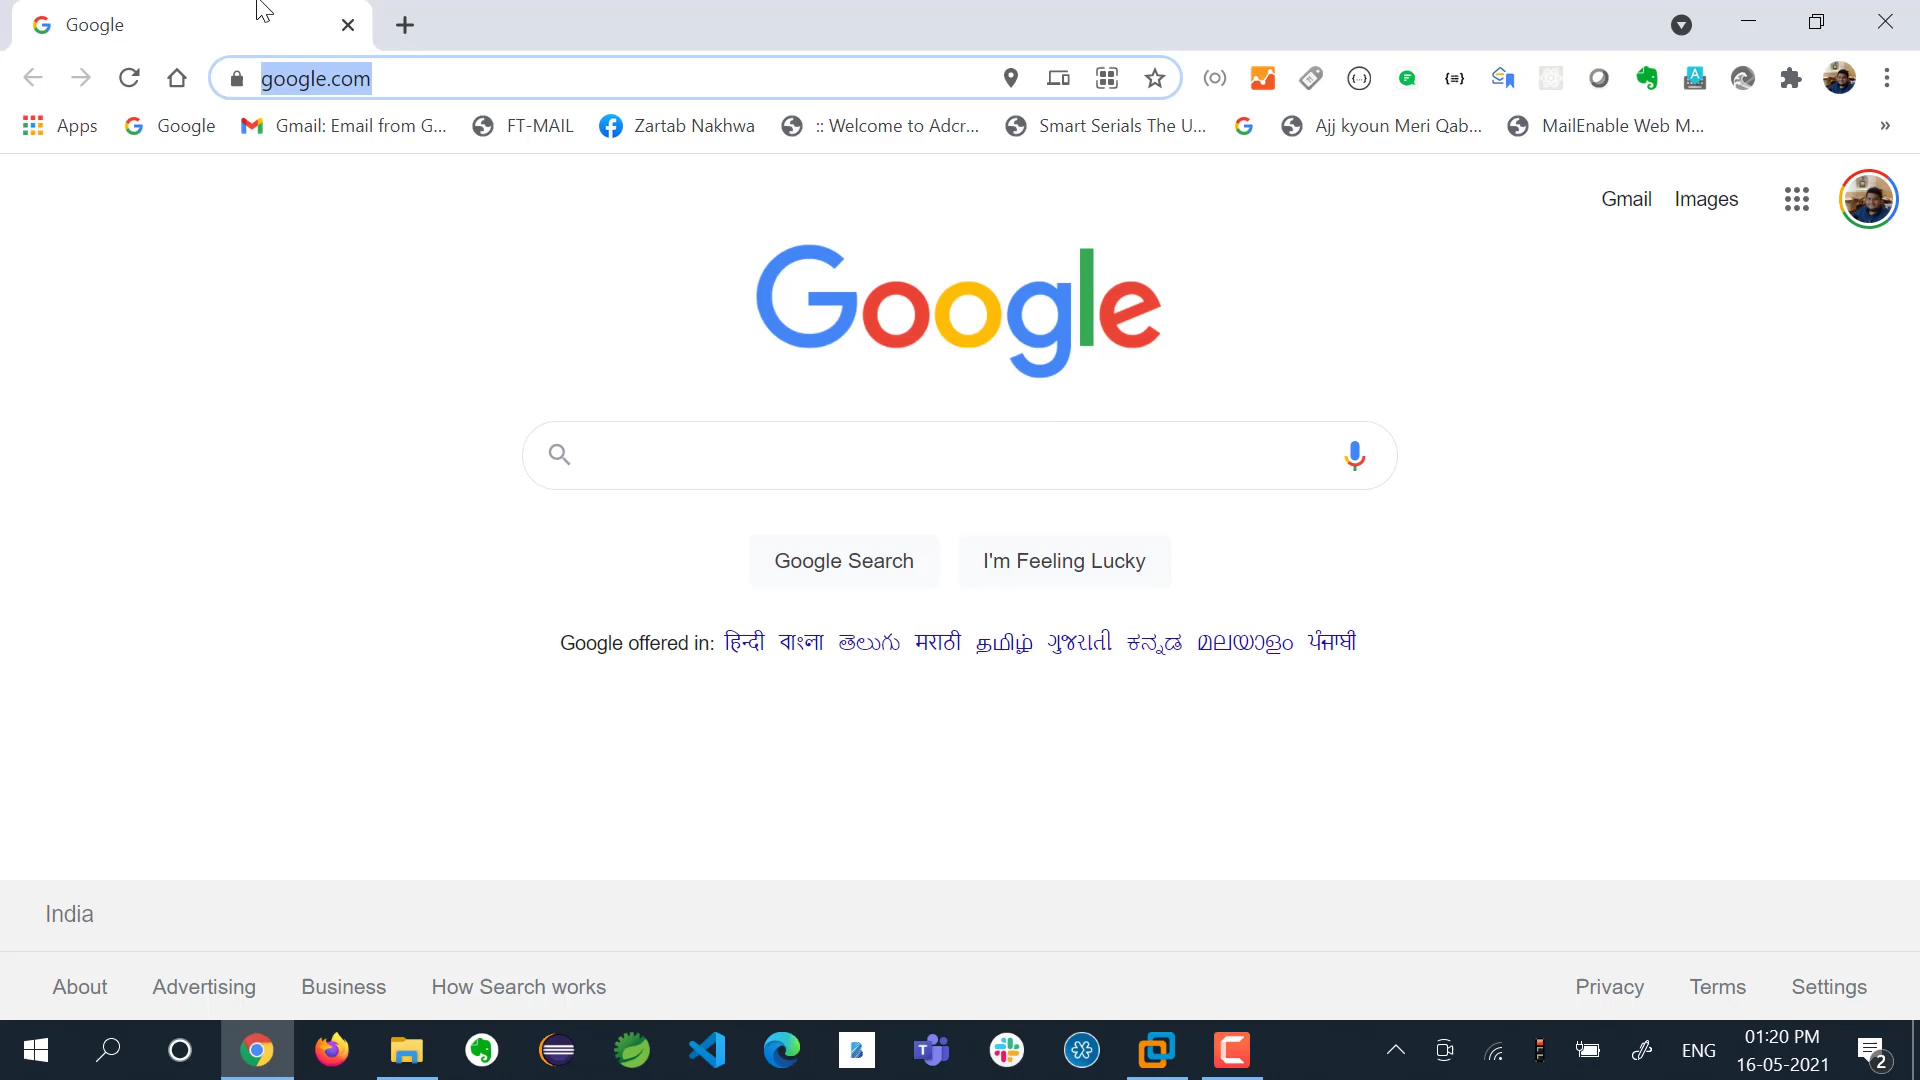 Google
google.com
Apps Google Gmail: Email from G... FT-MAIL Zartab Nakhwa :: Welcome to Adcr... Smart Serials The U... Ajj kyoun Meri Qab... MailEnable Web M... »
Gmail Images
Google
Google Search I'm Feeling Lucky
Google offered in: हिन्दी বাংলা తెలుగు मराठी தமிழ் ગુજરાતી ಕನ್ನಡ മലയാളം ਪੰਜਾਬੀ
India
About Advertising Business How Search works Privacy Terms Settings
ENG 01:20 PM
16-05-2021 2